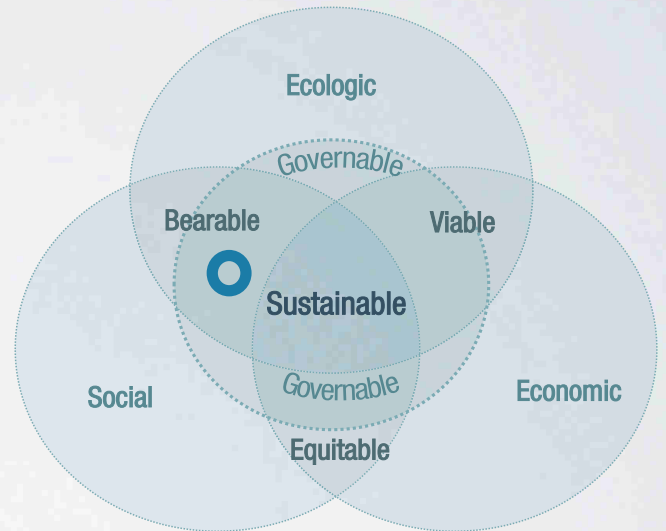 Ecologic
Governable
Bearable
Viable
Sustainable
Governable
Social
Economic
Equitable